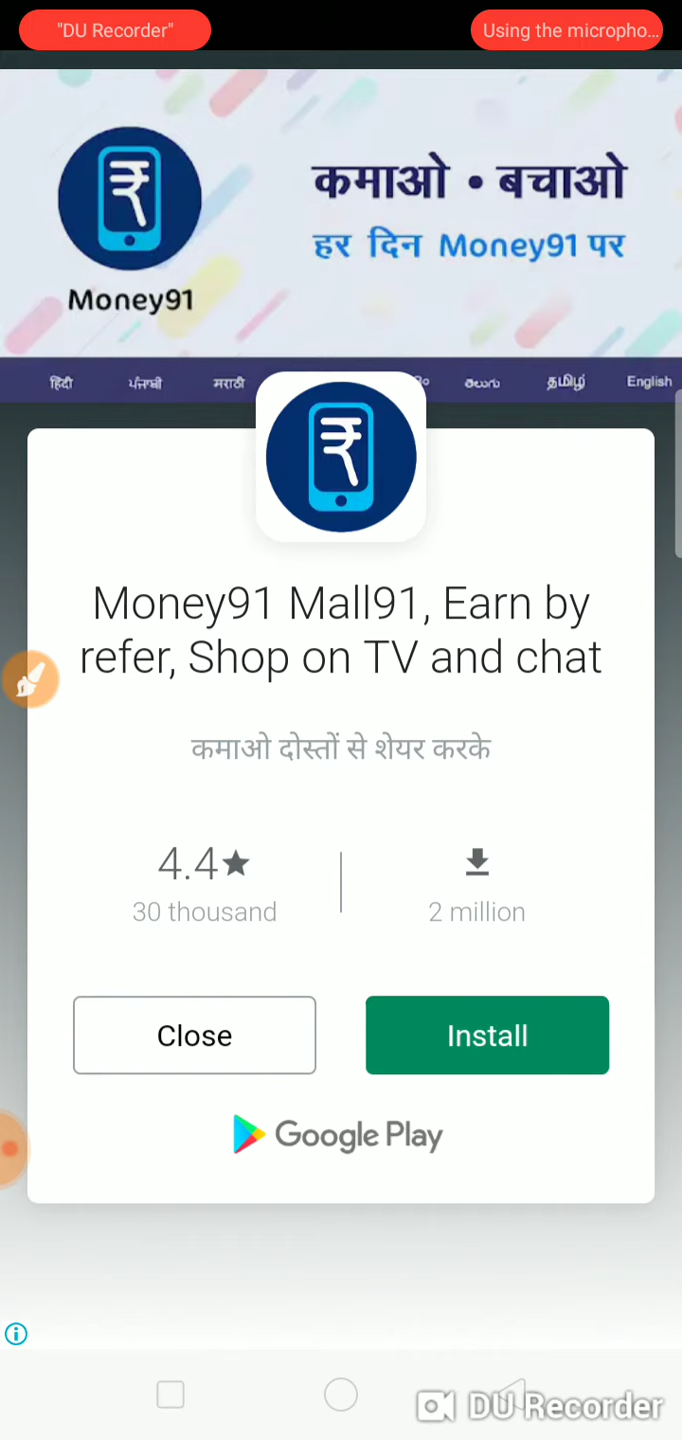 "DU Recorder"
Using the micropho...
कमाओ • बचाओ
हर दिन Money91 पर
Money91
हिंदी ਪੰਜਾਬੀ मराठी తెలుగు தமிழ் English
Money91 Mall91, Earn by
refer, Shop on TV and chat
कमाओ दोस्तों से शेयर करके
4.4★
30 thousand
2 million
Close
Install
Google Play
DU Recorder